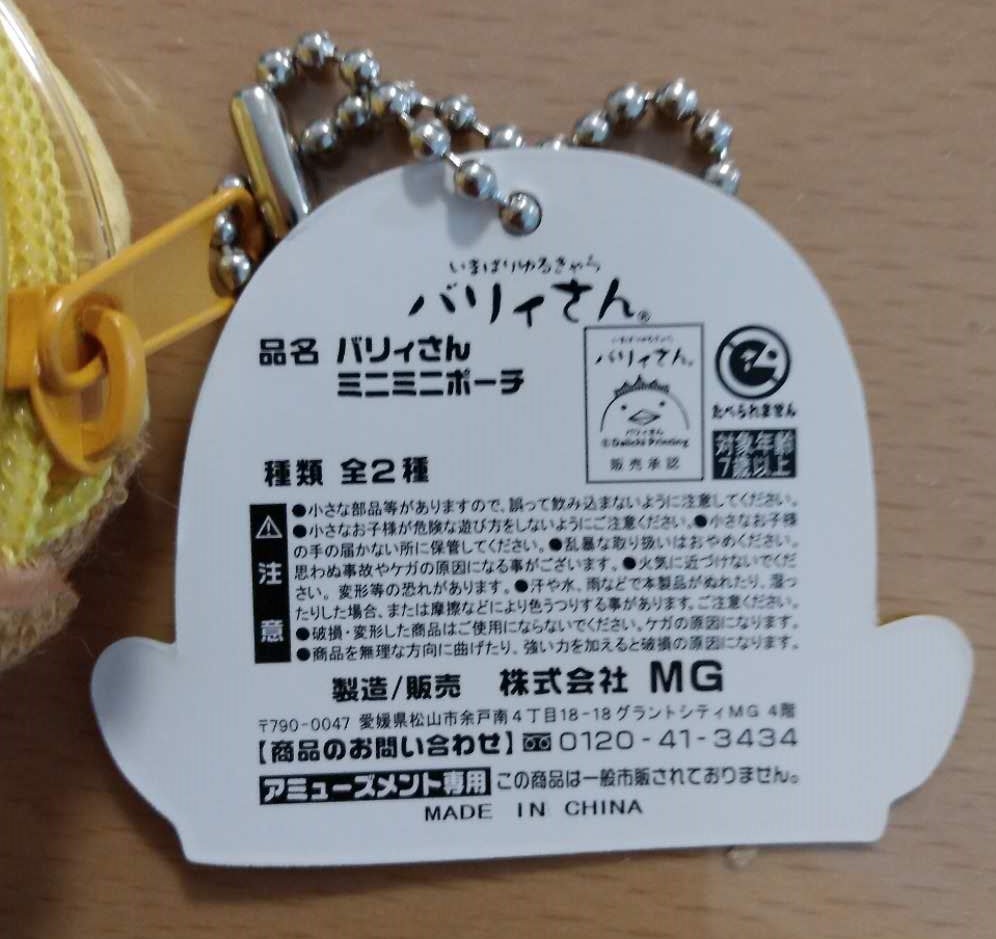 いまばりゆるきゃら
バリィさん®
品名 バリィさん
ミニミニポーチ
いまばりゆるきゃら
バリィさん®
バリィさん
©Daiichi Printing
販売承認
たべられません
対象年齢
7歳以上
種類 全2種
⚠注意
●小さな部品等がありますので、誤って飲み込まないように注意してください。
●小さなお子様が危険な遊び方をしないようにご注意ください。●小さなお子様
の手の届かない所に保管してください。●乱暴な取り扱いはおやめください。
思わぬ事故やケガの原因になる事がございます。●火気に近づけないでくだ
さい。変形等の恐れがあります。●汗や水、雨などで本製品がぬれたり、湿っ
たりした場合、または摩擦などにより色うつりする事があります。ご注意ください。
●破損・変形した商品はご使用にならないでください。ケガの原因になります。
●商品を無理な方向に曲げたり、強い力を加えると破損の原因になります。
製造/販売 株式会社 MG
〒790-0047 愛媛県松山市余戸南4丁目18-18グラントシティMG 4階
【商品のお問い合わせ】0120-41-3434
アミューズメント専用 この商品は一般市販されておりません。
MADE IN CHINA